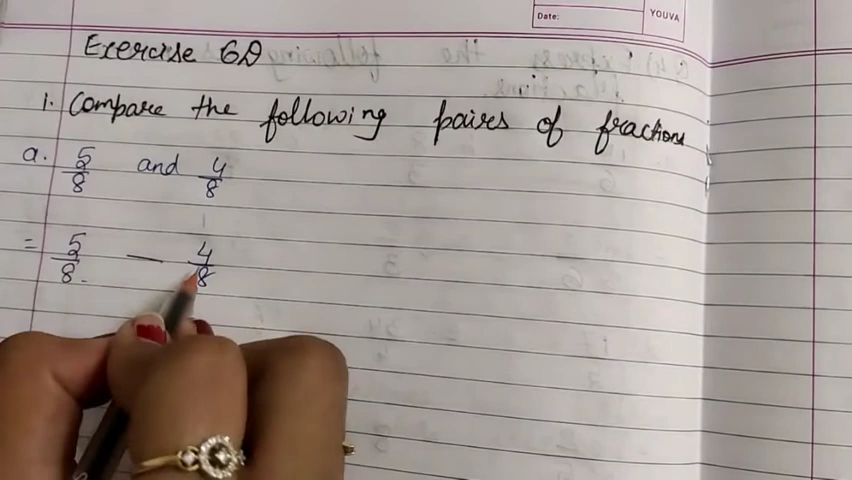 Date:
YOUVA
Exercise 6D
1. Compare the following pairs of fractions
a. 5/8 and 4/8
= 5/8 — 4/8